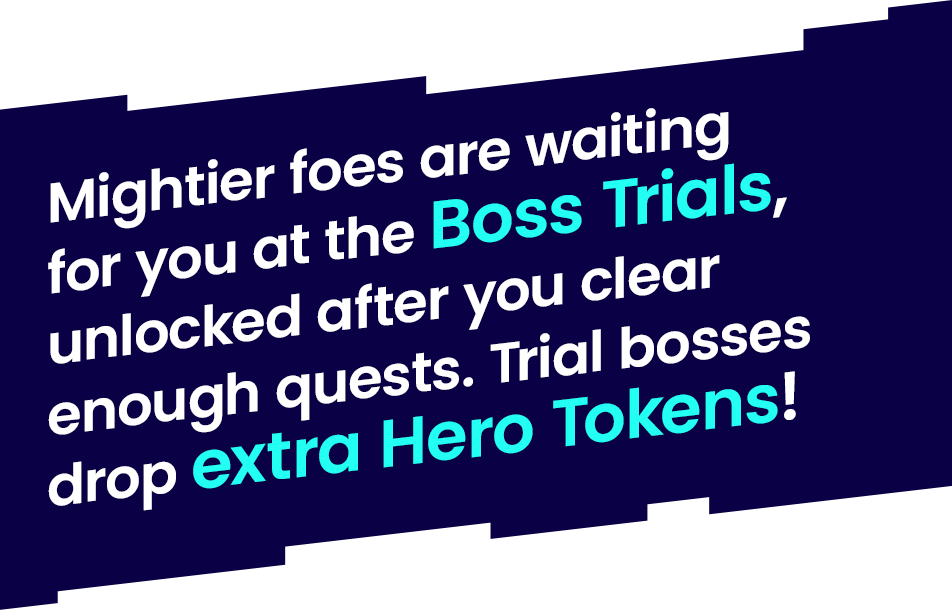 Mightier foes are waiting
for you at the Boss Trials,
unlocked after you clear
enough quests. Trial bosses
drop extra Hero Tokens!